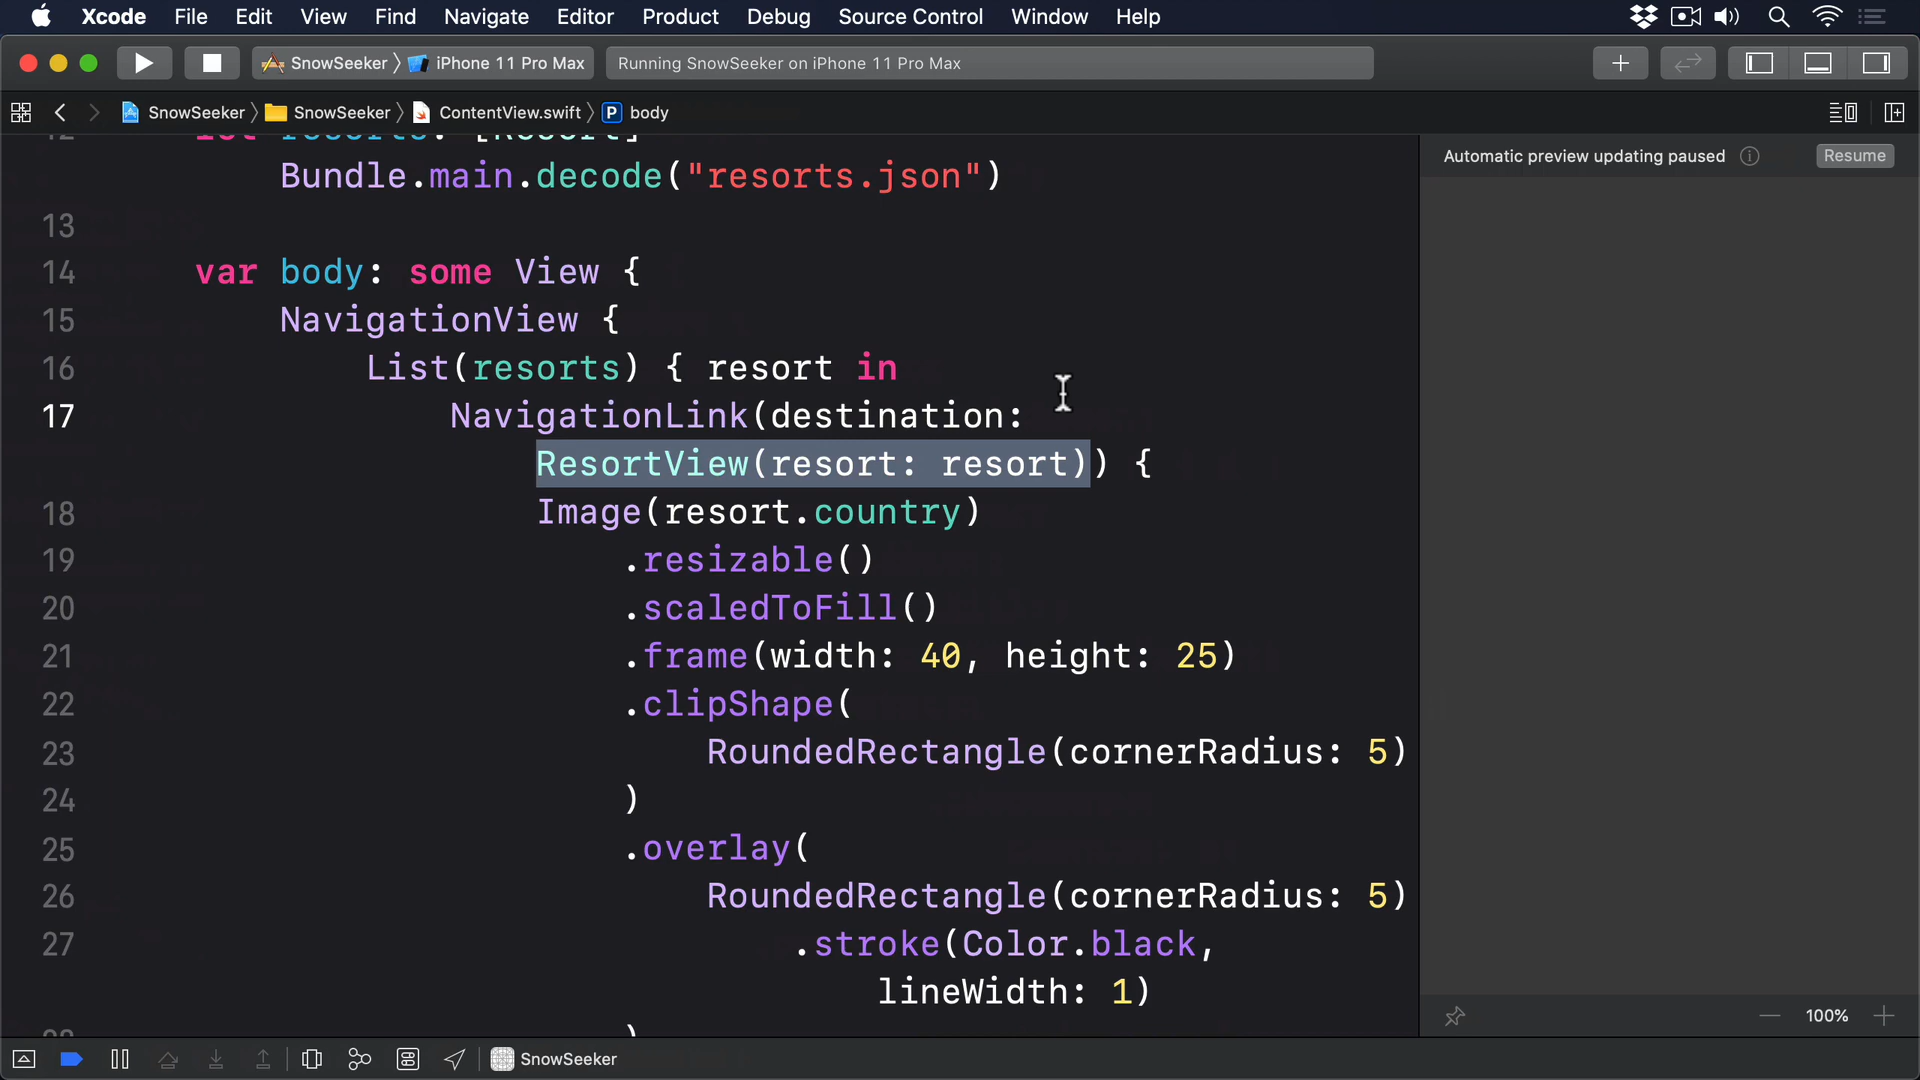 Xcode File Edit View Find Navigate Editor Product Debug Source Control Window Help
SnowSeeker iPhone 11 Pro Max Running SnowSeeker on iPhone 11 Pro Max
SnowSeeker SnowSeeker ContentView.swift P body
Automatic preview updating paused Resume
12 let resorts: [Resort]
Bundle.main.decode("resorts.json")
13
14 var body: some View {
15 NavigationView {
16 List(resorts) { resort in
17 NavigationLink(destination:
ResortView(resort: resort)) {
18 Image(resort.country)
19 .resizable()
20 .scaledToFill()
21 .frame(width: 40, height: 25)
22 .clipShape(
23 RoundedRectangle(cornerRadius: 5)
24 )
25 .overlay(
26 RoundedRectangle(cornerRadius: 5)
27 .stroke(Color.black,
lineWidth: 1)
)
100%
SnowSeeker